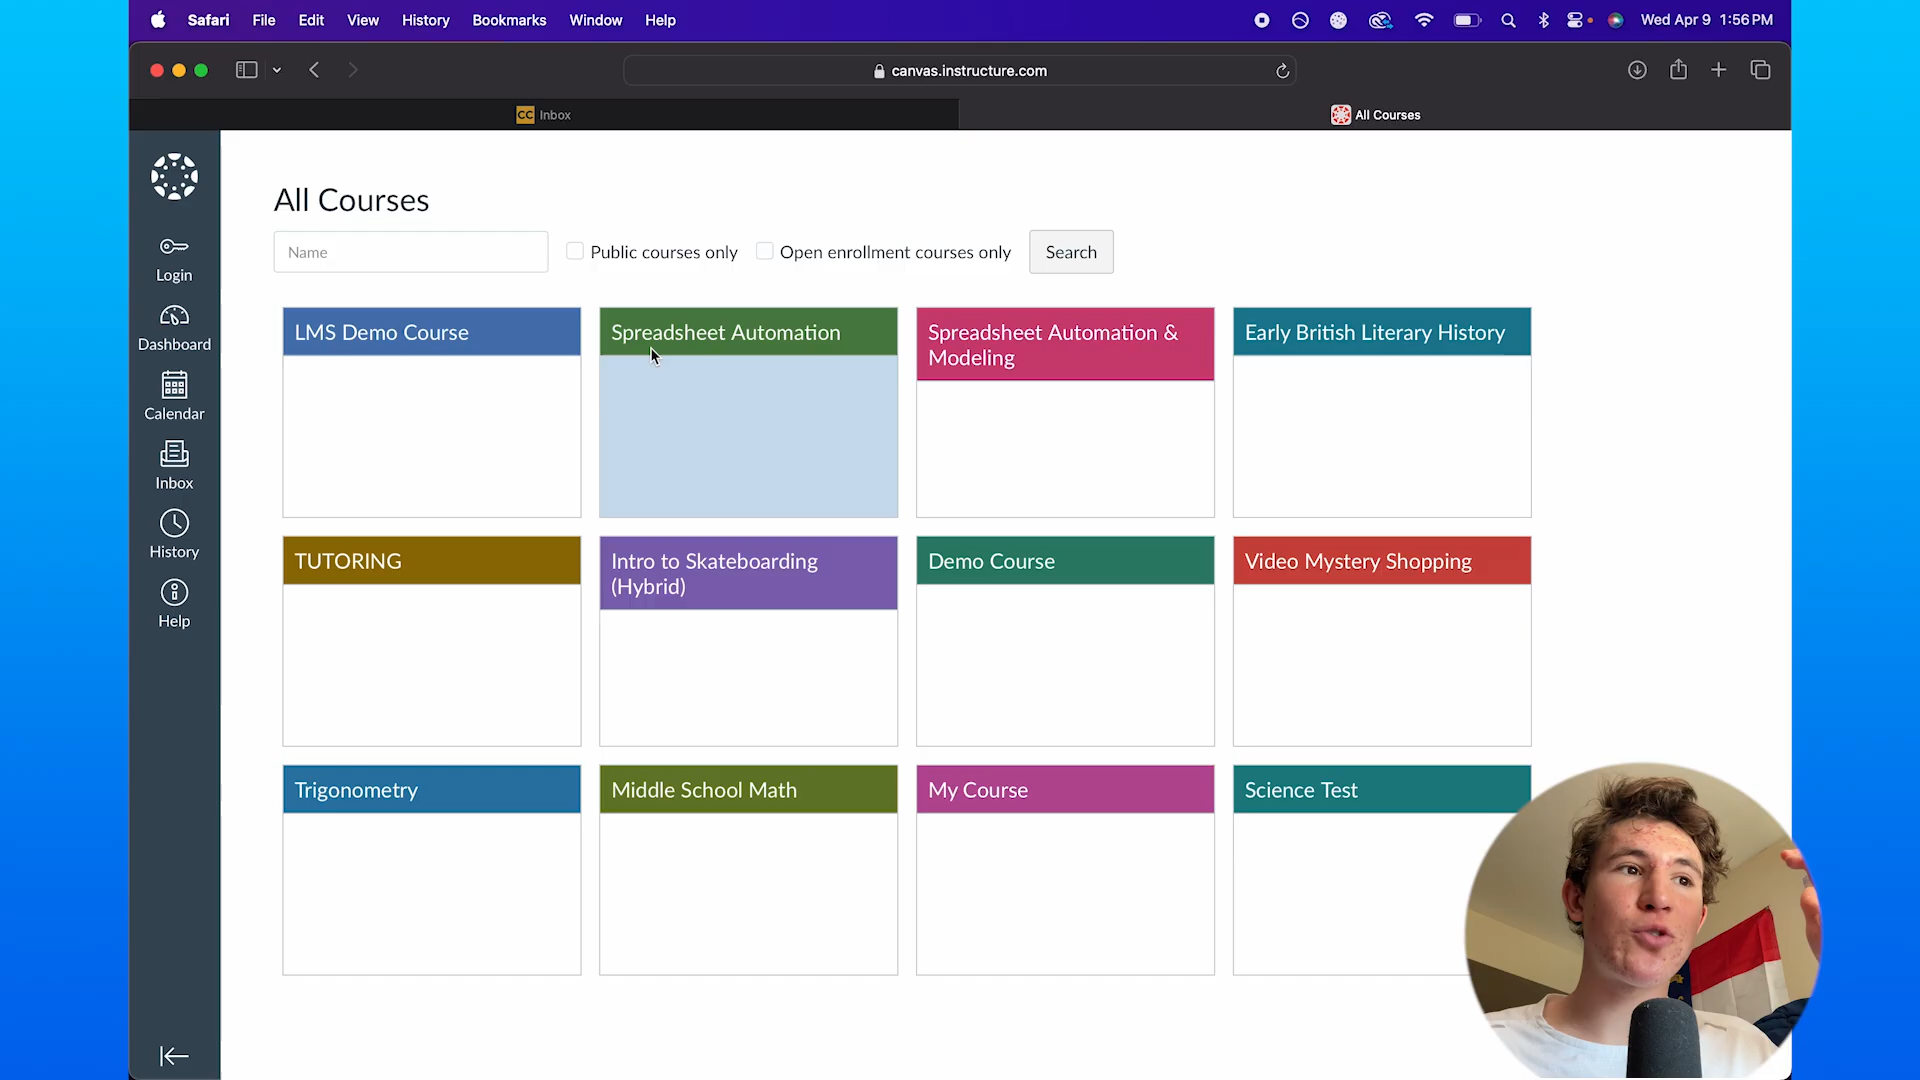 Safari File Edit View History Bookmarks Window Help Wed Apr 9 1:56 PM
canvas.instructure.com
CC Inbox
All Courses
All Courses
Name
Public courses only
Open enrollment courses only
Search
Login
Dashboard
Calendar
Inbox
History
Help
LMS Demo Course
Spreadsheet Automation
Spreadsheet Automation &
Modeling
Early British Literary History
TUTORING
Intro to Skateboarding
(Hybrid)
Demo Course
Video Mystery Shopping
Trigonometry
Middle School Math
My Course
Science Test